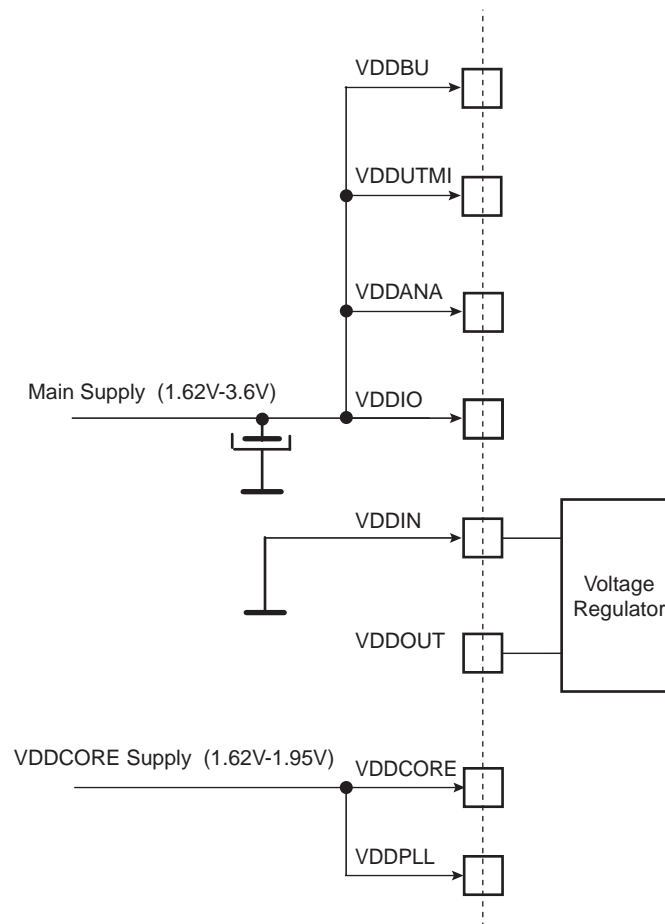 VDDBU
VDDUTMI
VDDANA
Main Supply (1.62V-3.6V)
VDDIO
VDDIN
Voltage
Regulator
VDDOUT
VDDCORE Supply (1.62V-1.95V)
VDDCORE
VDDPLL